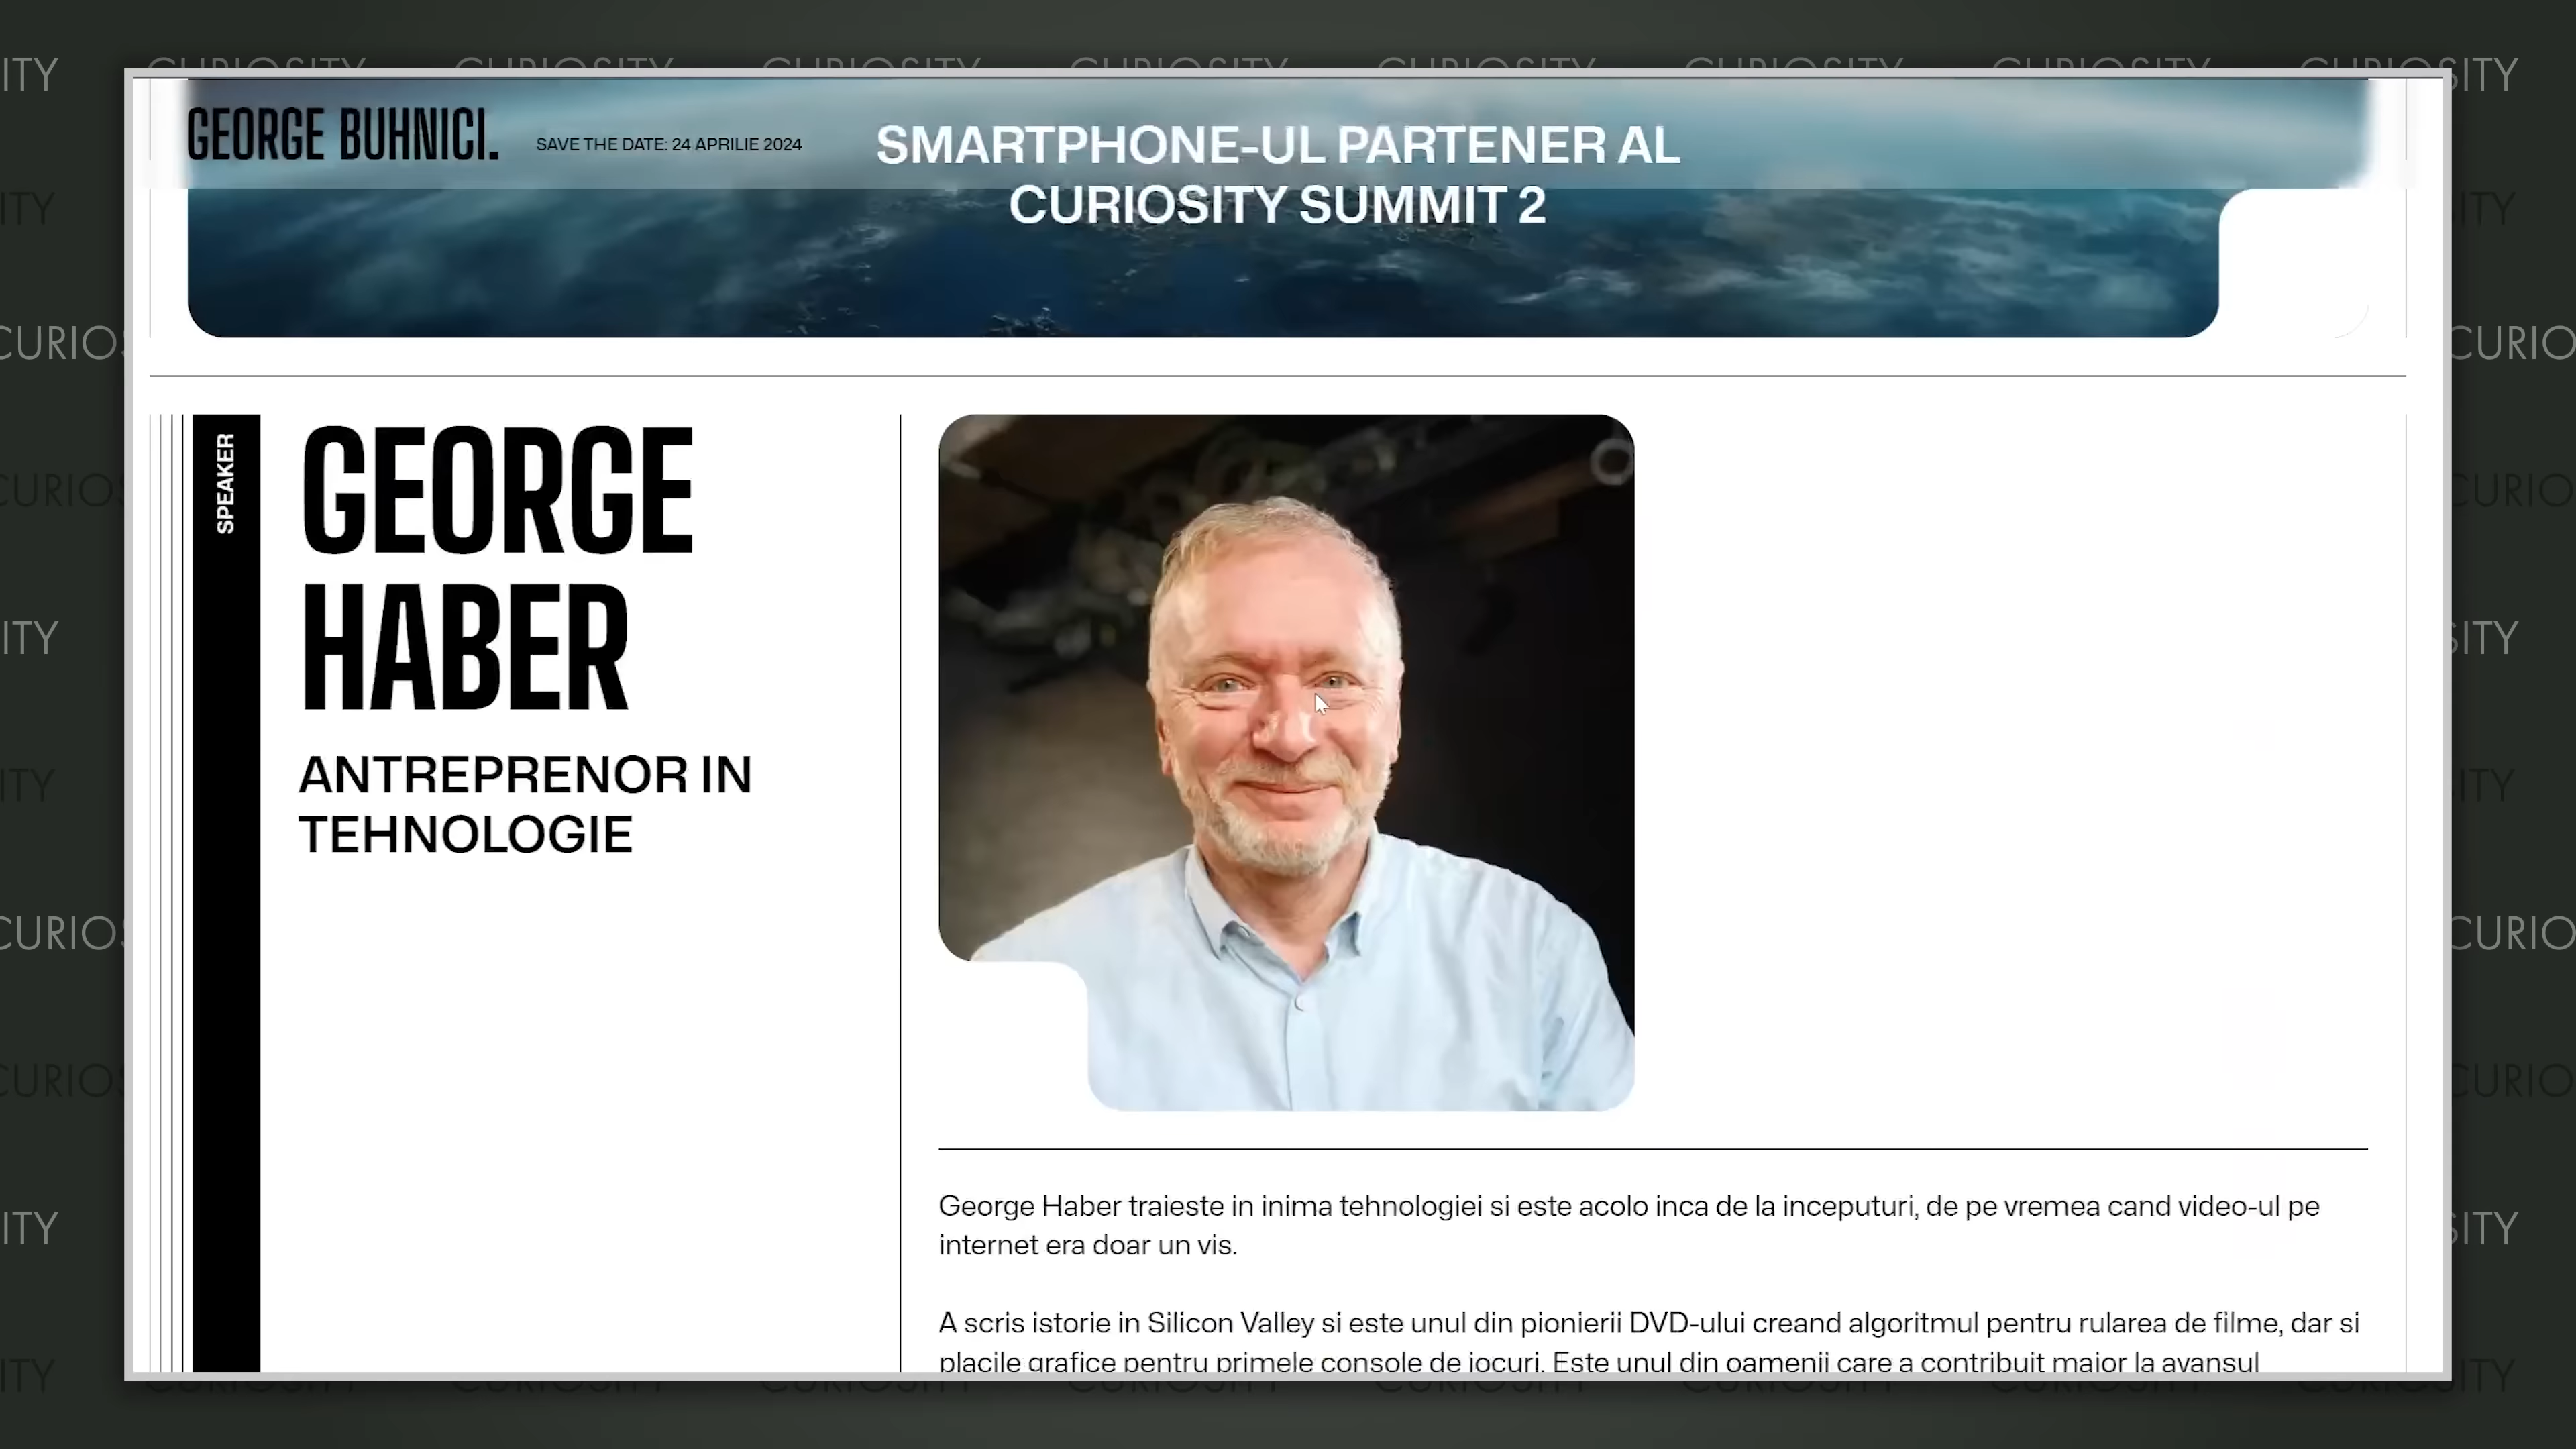 GEORGE BUHNICI.
SAVE THE DATE: 24 APRILIE 2024
SMARTPHONE-UL PARTENER AL
CURIOSITY SUMMIT 2
SPEAKER
GEORGE
HABER
ANTREPRENOR IN
TEHNOLOGIE
George Haber traieste in inima tehnologiei si este acolo inca de la inceputuri, de pe vremea cand video-ul pe
internet era doar un vis.
A scris istorie in Silicon Valley si este unul din pionierii DVD-ului creand algoritmul pentru rularea de filme, dar si
placile grafice pentru primele console de jocuri. Este unul din oamenii care a contribuit major la avansul